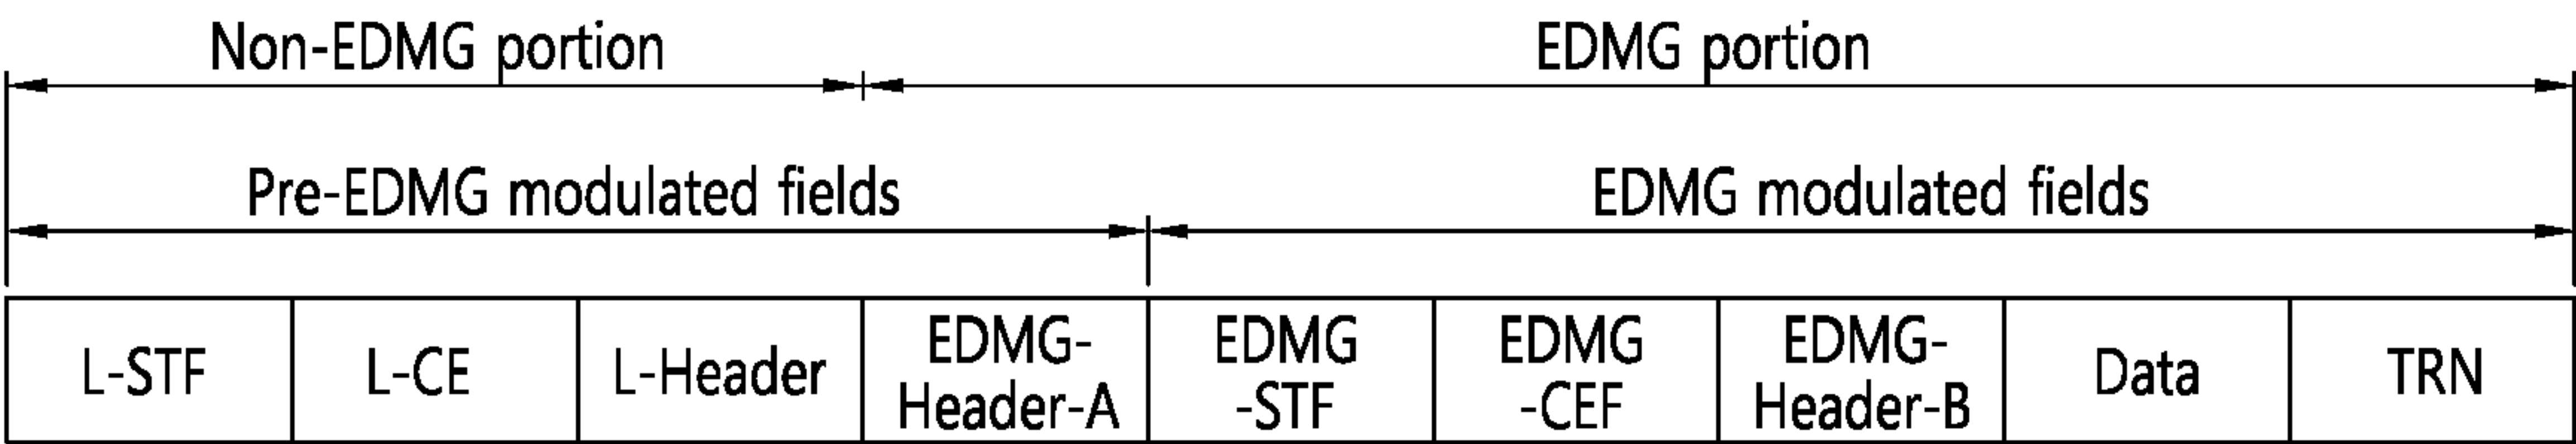 Non-EDMG portion
EDMG portion
Pre-EDMG modulated fields
EDMG modulated fields
L-STF
L-CE
L-Header
EDMG-
Header-A
EDMG
-STF
EDMG
-CEF
EDMG-
Header-B
Data
TRN